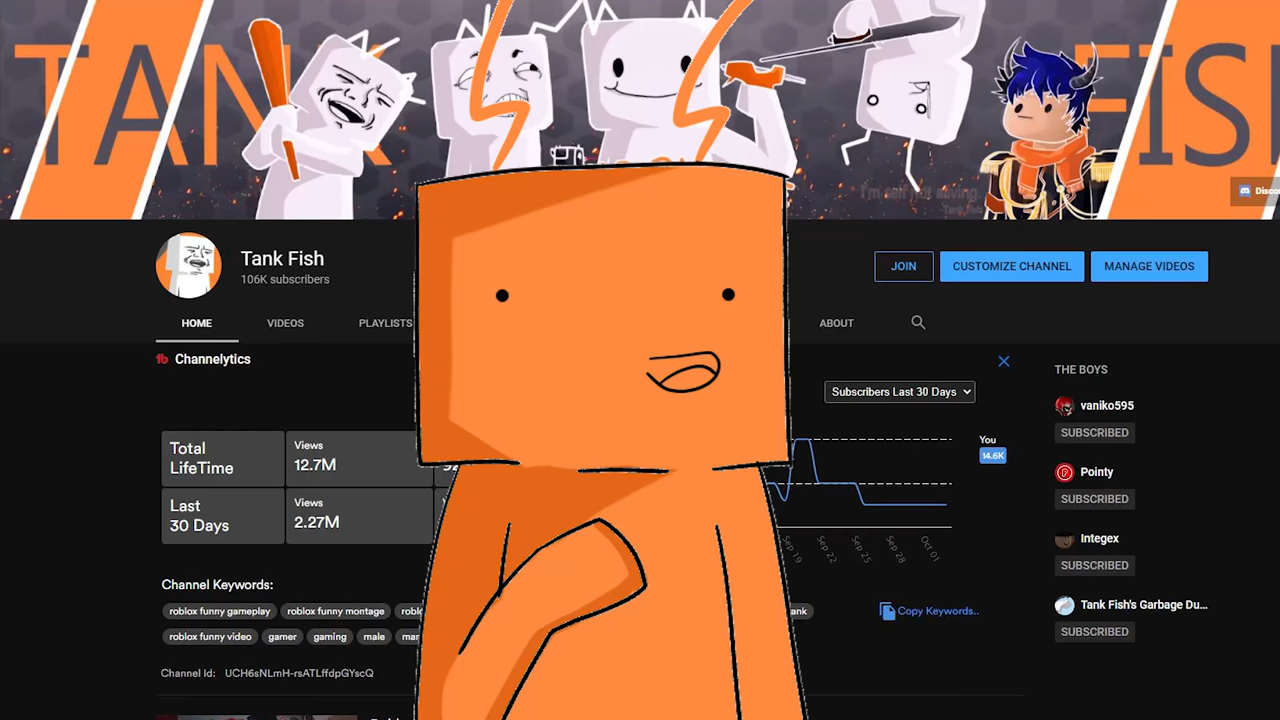 TANK FISH
Discor
Tank Fish
106K subscribers
JOIN
CUSTOMIZE CHANNEL
MANAGE VIDEOS
HOME
VIDEOS
PLAYLISTS
ABOUT
Channelytics
Subscribers Last 30 Days
Total
LifeTime
Views
12.7M
Last
30 Days
Views
2.27M
You
14.6K
Sep 19
Sep 22
Sep 25
Sep 28
Oct 01
Channel Keywords:
roblox funny gameplay
roblox funny montage
roblox funny video
gamer
gaming
male
Copy Keywords..
Channel Id: UCH6sNLmH-rsATLffdpGYscQ
THE BOYS
vaniko595
SUBSCRIBED
Pointy
SUBSCRIBED
Integex
SUBSCRIBED
Tank Fish's Garbage Du...
SUBSCRIBED